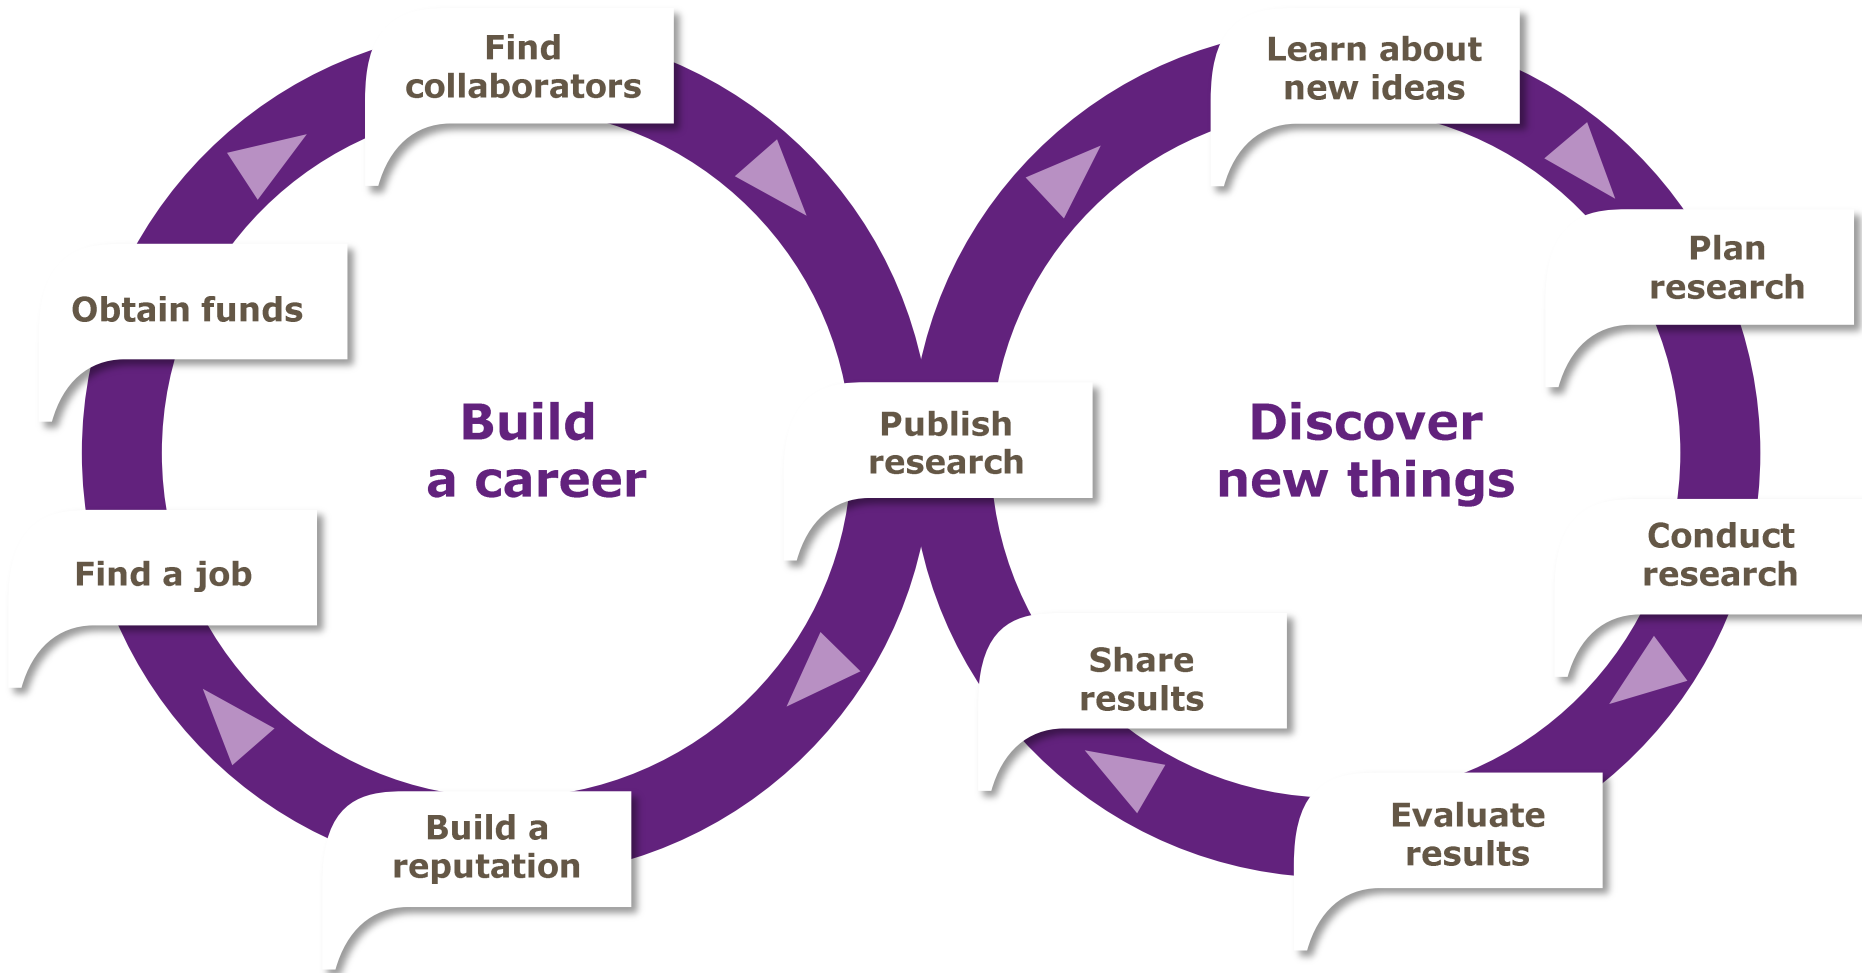 Find
collaborators
Learn about
new ideas
Obtain funds
Plan
research
Build
a career
Publish
research
Discover
new things
Find a job
Conduct
research
Share
results
Build a
reputation
Evaluate
results